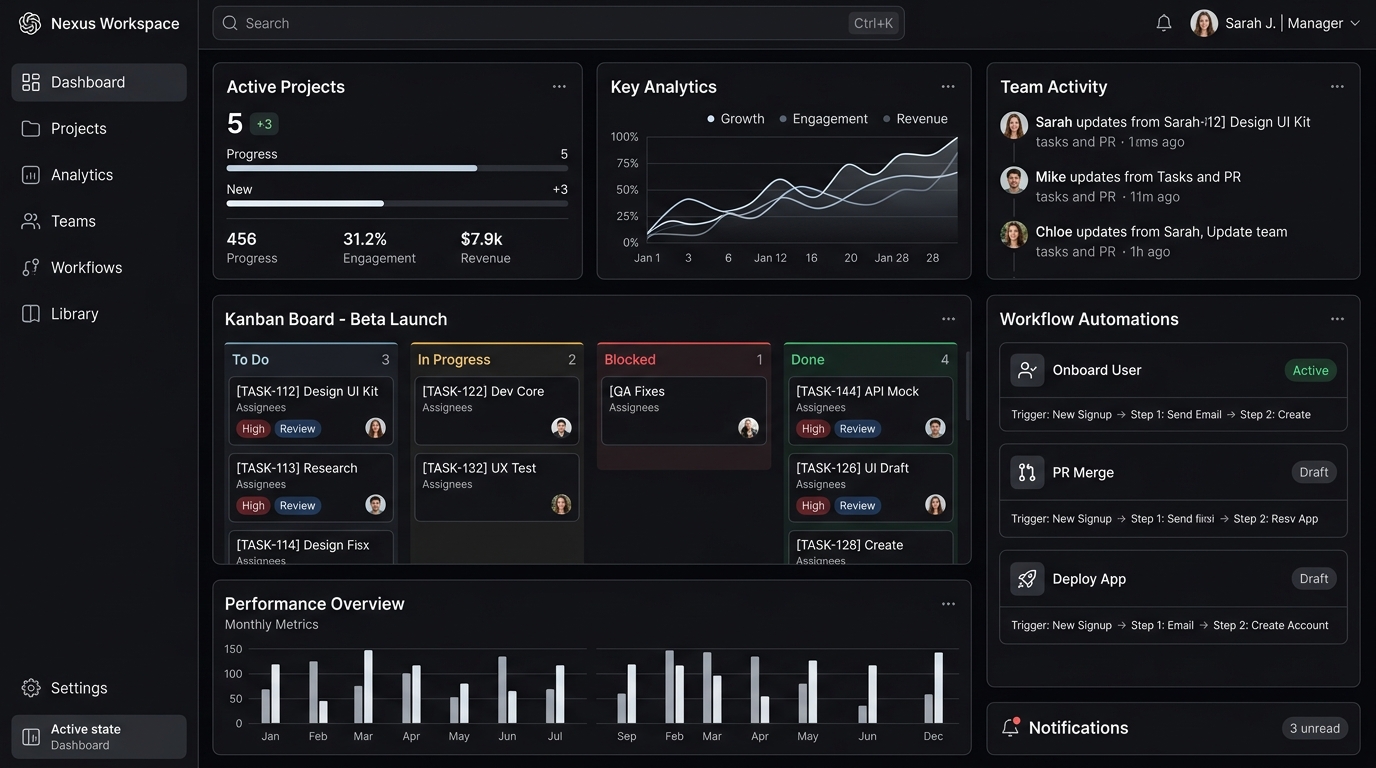 Nexus Workspace
Search
Ctrl+K
Sarah J. | Manager
Dashboard
Projects
Analytics
Teams
Workflows
Library
Settings
Active state
Dashboard
Active Projects
5 +3
Progress 5
New +3
456 31.2% $7.9k
Progress Engagement Revenue
Key Analytics
Growth Engagement Revenue
100%
75%
50%
25%
0%
Jan 1 3 6 Jan 12 16 20 Jan 28 28
Team Activity
Sarah updates from Sarah-12] Design UI Kit
tasks and PR · ago
Mike updates from Tasks and PR
tasks and PR · 11m ago
Chloe updates from Sarah, Update team
tasks and PR · 1h ago
Kanban Board - Beta Launch
To Do 3
[TASK-112] Design UI Kit
Assignees
High Review
[TASK-113] Research
Assignees
High Review
[TASK-114] Design
Assignees
In Progress 2
[TASK-122] Dev Core
Assignees
[TASK-132] UX Test
Assignees
Blocked 1
[QA Fixes
Assignees
Done 4
[TASK-144] API Mock
Assignees
High Review
[TASK-126] UI Draft
Assignees
High Review
[TASK-128] Create
Assignees
Workflow Automations
Onboard User Active
Trigger: New Signup → Step 1: Send Email → Step 2: Create
PR Merge Draft
Trigger: New Signup → Step 1: Send → Step 2: Resv App
Deploy App Draft
Trigger: New Signup → Step 1: Email → Step 2: Create Account
Performance Overview
Monthly Metrics
150
100
50
0
Jan Feb Mar Apr May Jun Jul Sep Feb Mar Apr May Jun Dec
Notifications 3 unread